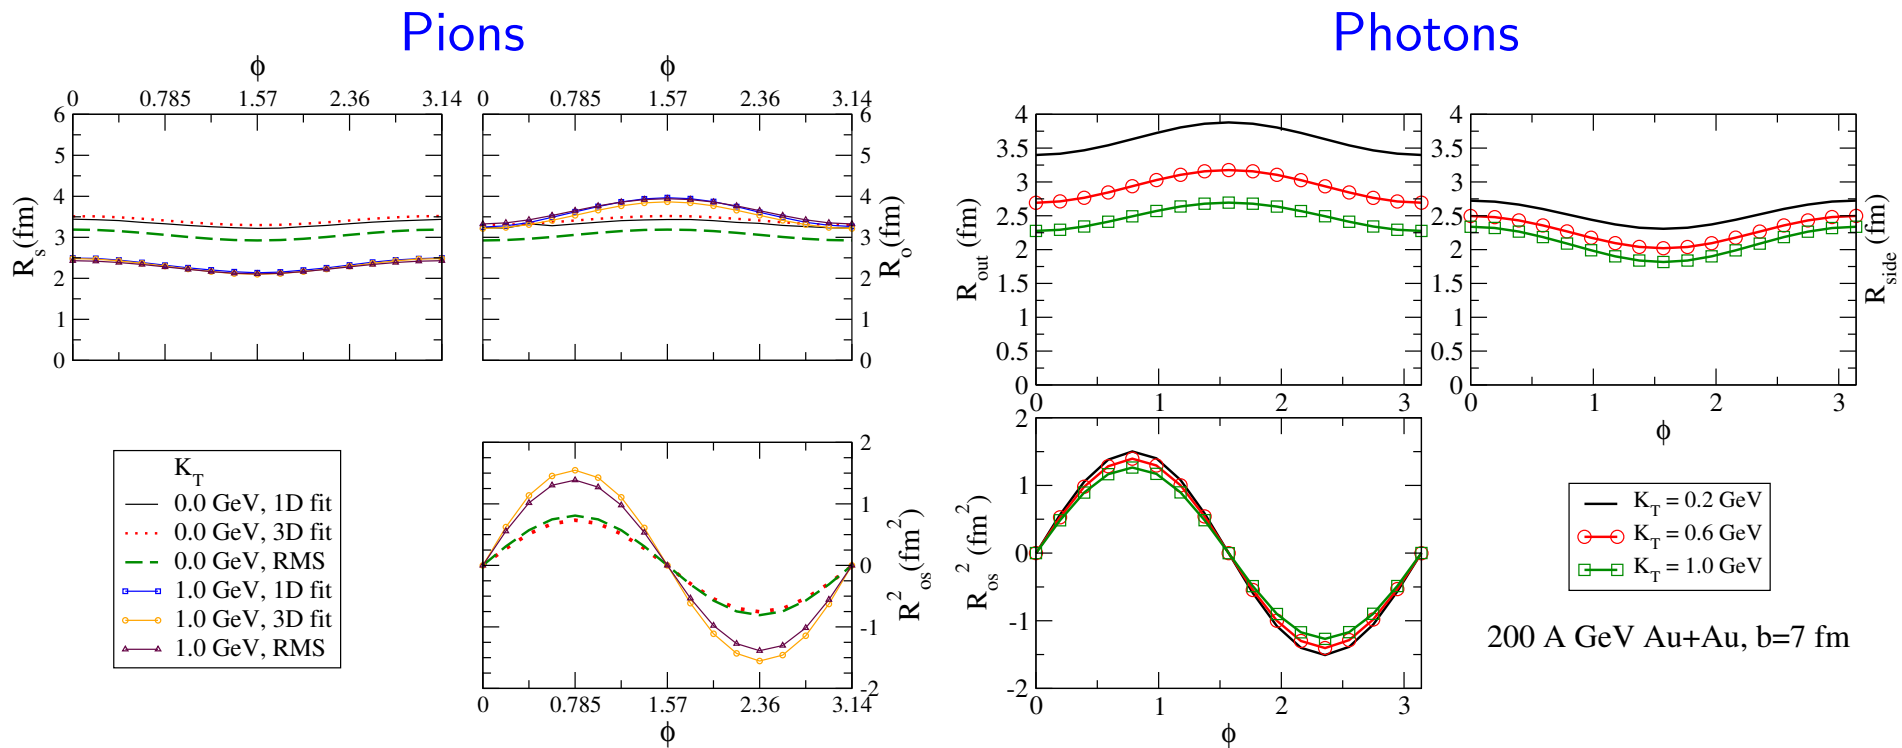 Pions
Photons
ϕ
ϕ
0 0.785 1.57 2.36 3.14
0 0.785 1.57 2.36 3.14
6
5
4
3
2
1
0
R_s (fm)
6
5
4
3
2
1
0
R_o (fm)
4
3.5
3
2.5
2
1.5
1
0.5
0
R_out (fm)
0 1 2 3
4
3.5
3
2.5
2
1.5
1
0.5
0
R_side (fm)
0 1 2 3
ϕ
K_T
0.0 GeV, 1D fit
0.0 GeV, 3D fit
0.0 GeV, RMS
1.0 GeV, 1D fit
1.0 GeV, 3D fit
1.0 GeV, RMS
2
1
0
-1
-2
R²_os (fm²)
0 0.785 1.57 2.36 3.14
ϕ
2
1
0
-1
-2
R_os² (fm²)
0 1 2 3
ϕ
K_T = 0.2 GeV
K_T = 0.6 GeV
K_T = 1.0 GeV
200 A GeV Au+Au, b=7 fm